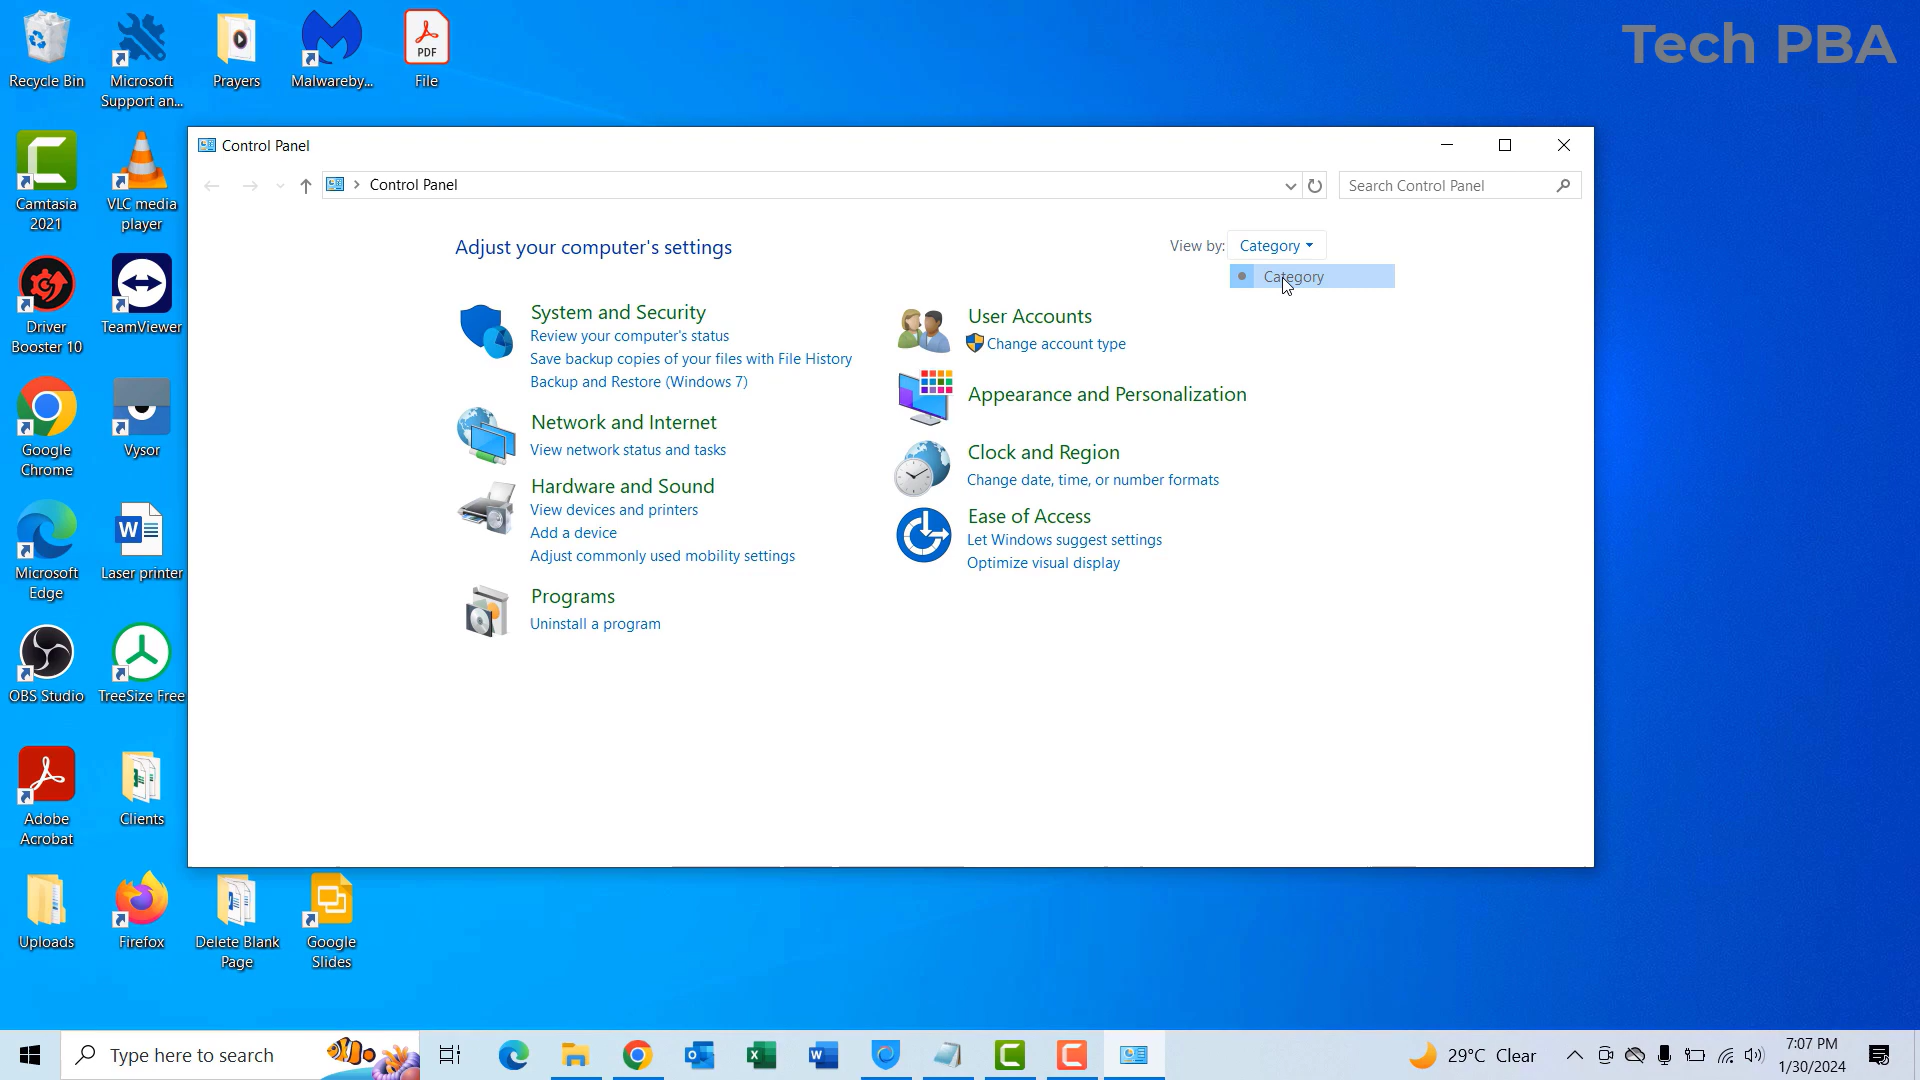 Tech PBA
Recycle Bin
Microsoft
Support an...
Prayers
Malwareby...
PDF
File
Camtasia
2021
VLC media
player
Driver
Booster 10
TeamViewer
Google
Chrome
Vysor
Microsoft
Edge
Laser printer
OBS Studio
TreeSize Free
Adobe
Acrobat
Clients
Uploads
Firefox
Delete Blank
Page
Google
Slides
Control Panel
Control Panel
Search Control Panel
Adjust your computer's settings
View by: Category
Category
System and Security
Review your computer's status
Save backup copies of your files with File History
Backup and Restore (Windows 7)
Network and Internet
View network status and tasks
Hardware and Sound
View devices and printers
Add a device
Adjust commonly used mobility settings
Programs
Uninstall a program
User Accounts
Change account type
Appearance and Personalization
Clock and Region
Change date, time, or number formats
Ease of Access
Let Windows suggest settings
Optimize visual display
Type here to search
29°C Clear
7:07 PM
1/30/2024